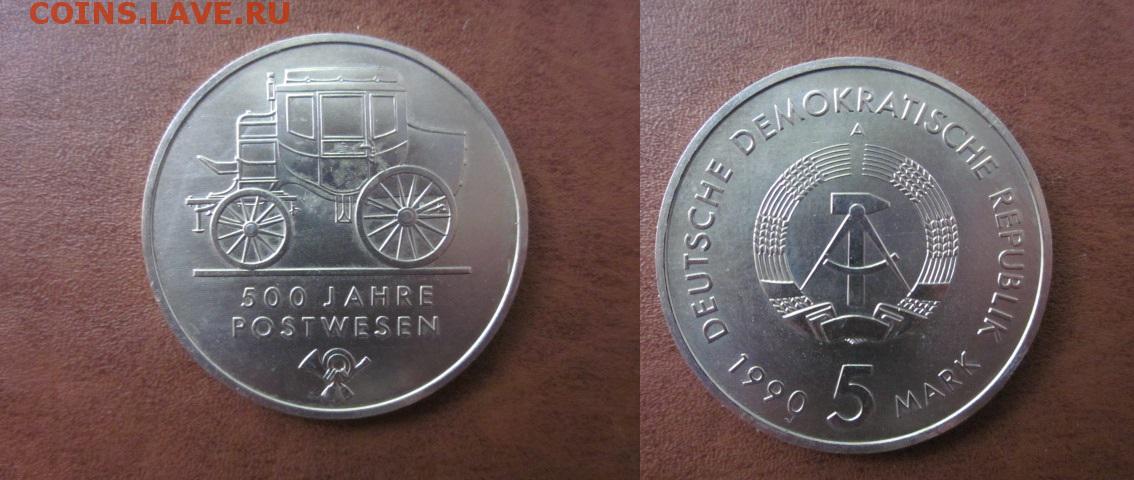 COINS.LAVE.RU
500 JAHRE
POSTWESEN
DEUTSCHE DEMOKRATISCHE REPUBLIK
A
1990 5 MARK